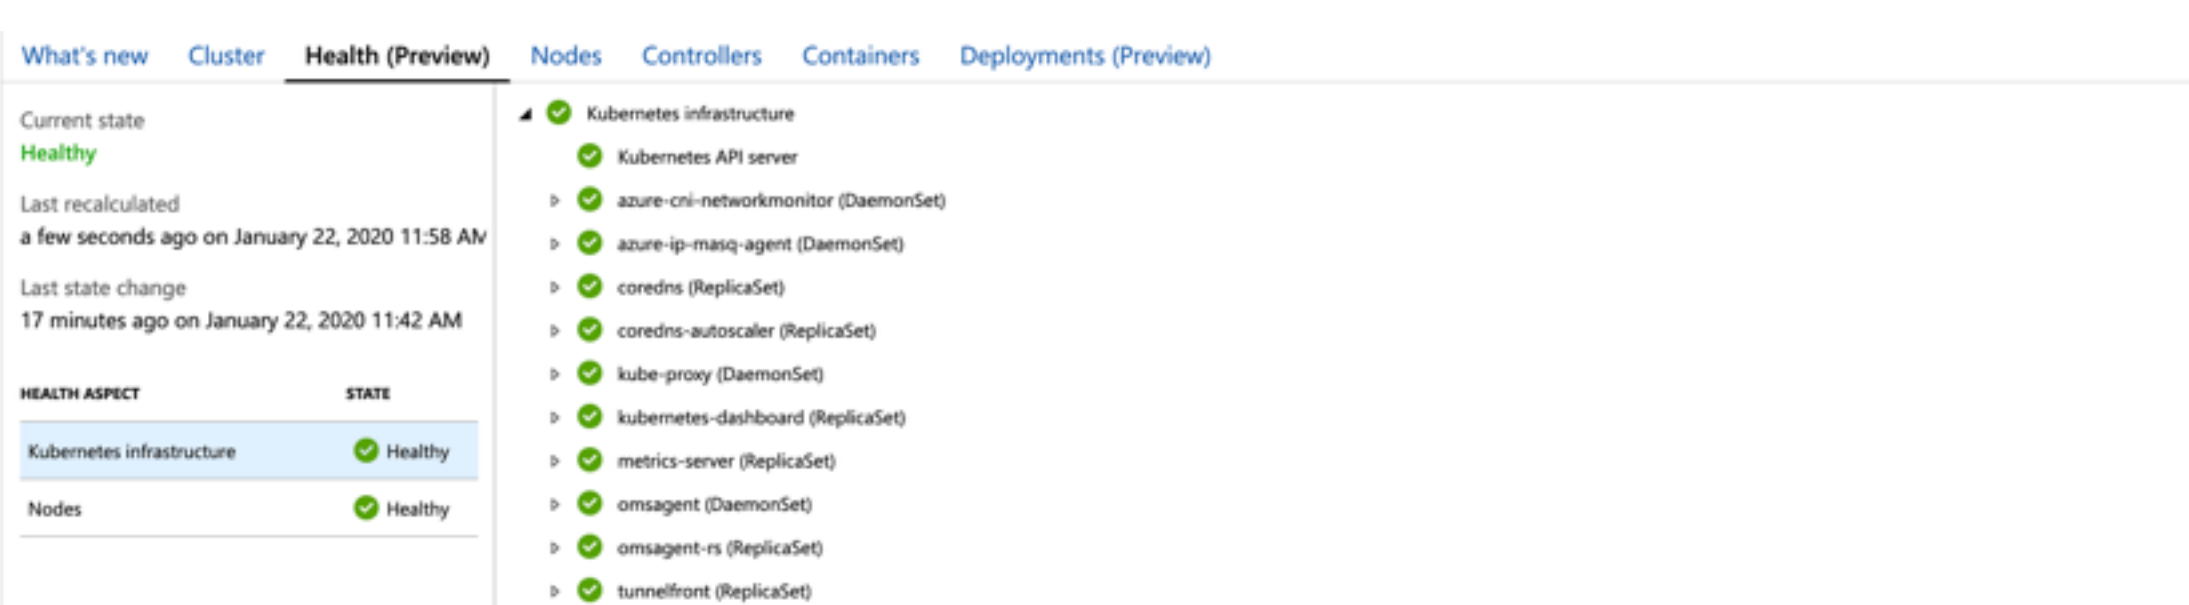 What's new Cluster Health (Preview) Nodes Controllers Containers Deployments (Preview)
Current state
Healthy
Last recalculated
a few seconds ago on January 22, 2020 11:58 AM
Last state change
17 minutes ago on January 22, 2020 11:42 AM
HEALTH ASPECT STATE
Kubernetes infrastructure Healthy
Nodes Healthy
Kubernetes infrastructure
Kubernetes API server
azure-cni-networkmonitor (DaemonSet)
azure-ip-masq-agent (DaemonSet)
coredns (ReplicaSet)
coredns-autoscaler (ReplicaSet)
kube-proxy (DaemonSet)
kubernetes-dashboard (ReplicaSet)
metrics-server (ReplicaSet)
omsagent (DaemonSet)
omsagent-rs (ReplicaSet)
tunnelfront (ReplicaSet)